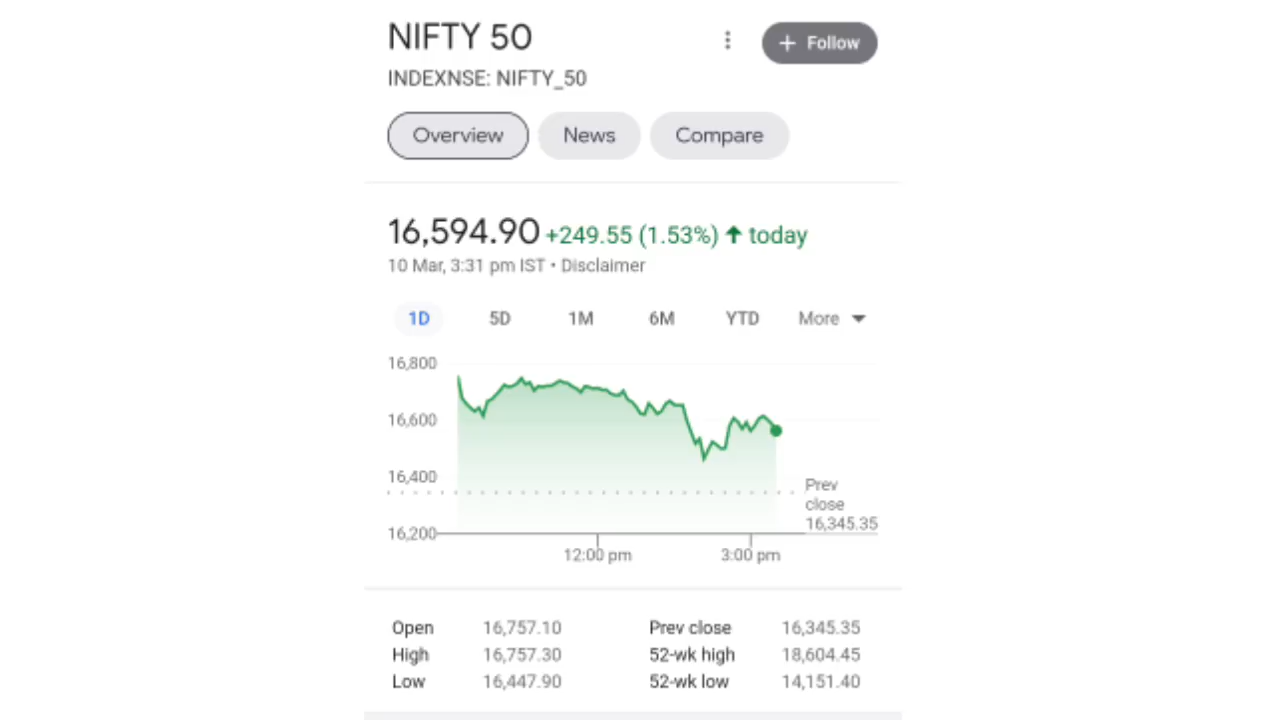 NIFTY 50
+ Follow
INDEXNSE: NIFTY_50
Overview News Compare
16,594.90 +249.55 (1.53%) ↑ today
10 Mar, 3:31 pm IST • Disclaimer
1D 5D 1M 6M YTD More
16,800
16,600
16,400
Prev
close
16,345.35
16,200
12:00 pm 3:00 pm
Open 16,757.10 Prev close 16,345.35
High 16,757.30 52-wk high 18,604.45
Low 16,447.90 52-wk low 14,151.40